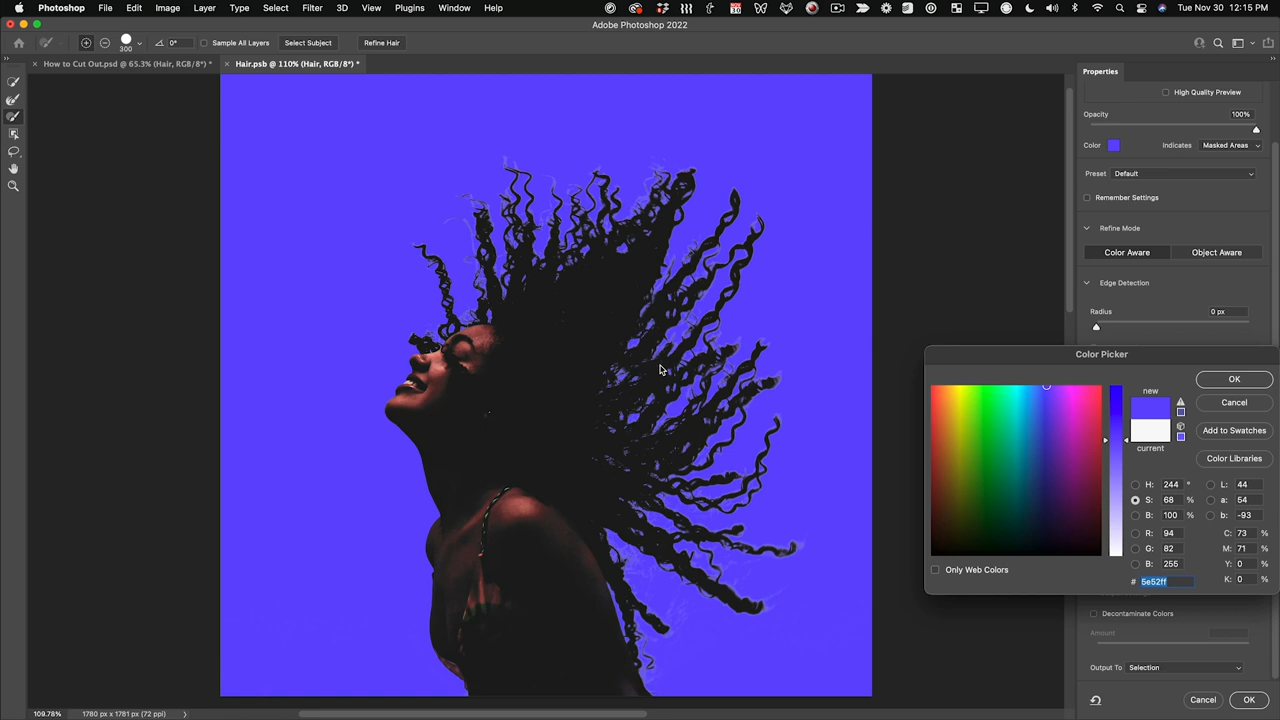 Photoshop File Edit Image Layer Type Select Filter 3D View Plugins Window Help Tue Nov 30 12:15 PM
Adobe Photoshop 2022
300 0° Sample All Layers Select Subject Refine Hair
How to Cut Out.psd @ 65.3% (Hair, RGB/8*) * Hair.psb @ 110% (Hair, RGB/8*) *
Properties
High Quality Preview
Opacity 100%
Color Indicates Masked Areas
Preset Default
Remember Settings
Refine Mode
Color Aware Object Aware
Edge Detection
Radius 0 px
Color Picker
new OK
Cancel
Add to Swatches
current
Color Libraries
H: 244 ° L: 44
S: 68 % a: 54
B: 100 % b: -93
R: 94 C: 73 %
G: 82 M: 71 %
B: 255 Y: 0 %
# 5e52ff K: 0 %
Only Web Colors
Decontaminate Colors
Amount
Output To Selection
Cancel OK
109.78% 1780 px x 1781 px (72 ppi)